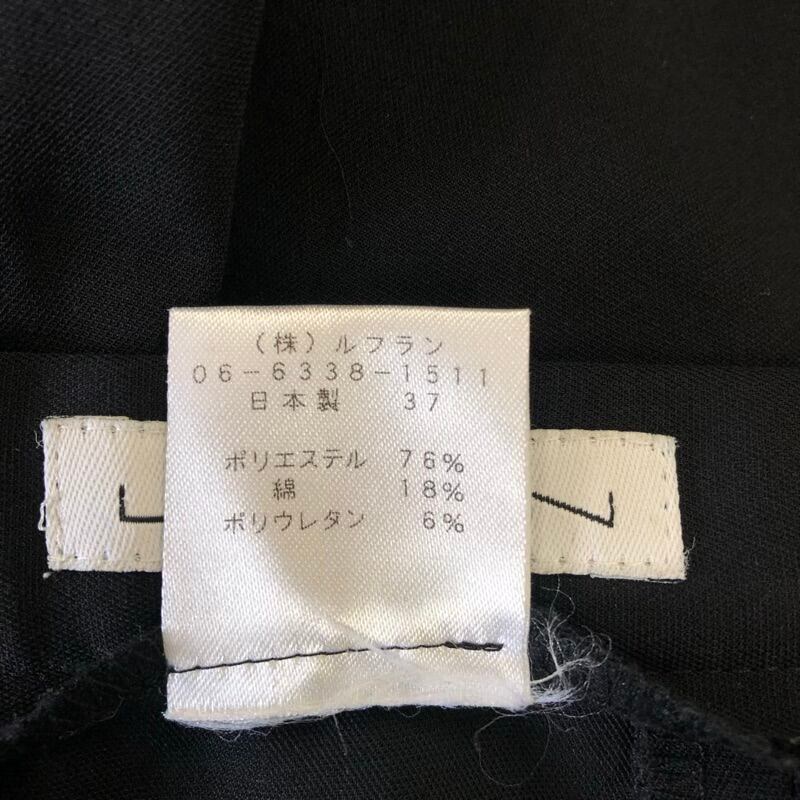 （株）ルフラン
06-6338-1511
日本製 37
ポリエステル 76%
綿 18%
ポリウレタン 6%